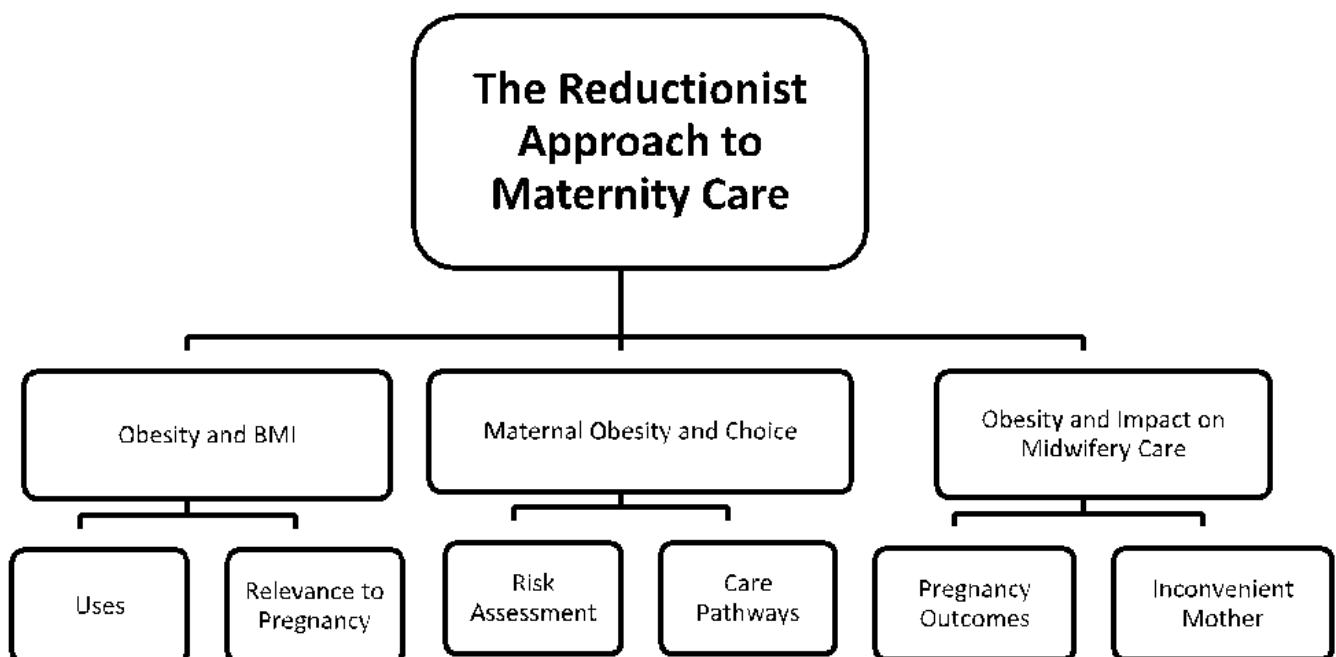 The Reductionist
Approach to
Maternity Care
Obesity and BMI
Maternal Obesity and Choice
Obesity and Impact on
Midwifery Care
Uses
Relevance to
Pregnancy
Risk
Assessment
Care
Pathways
Pregnancy
Outcomes
Inconvenient
Mother